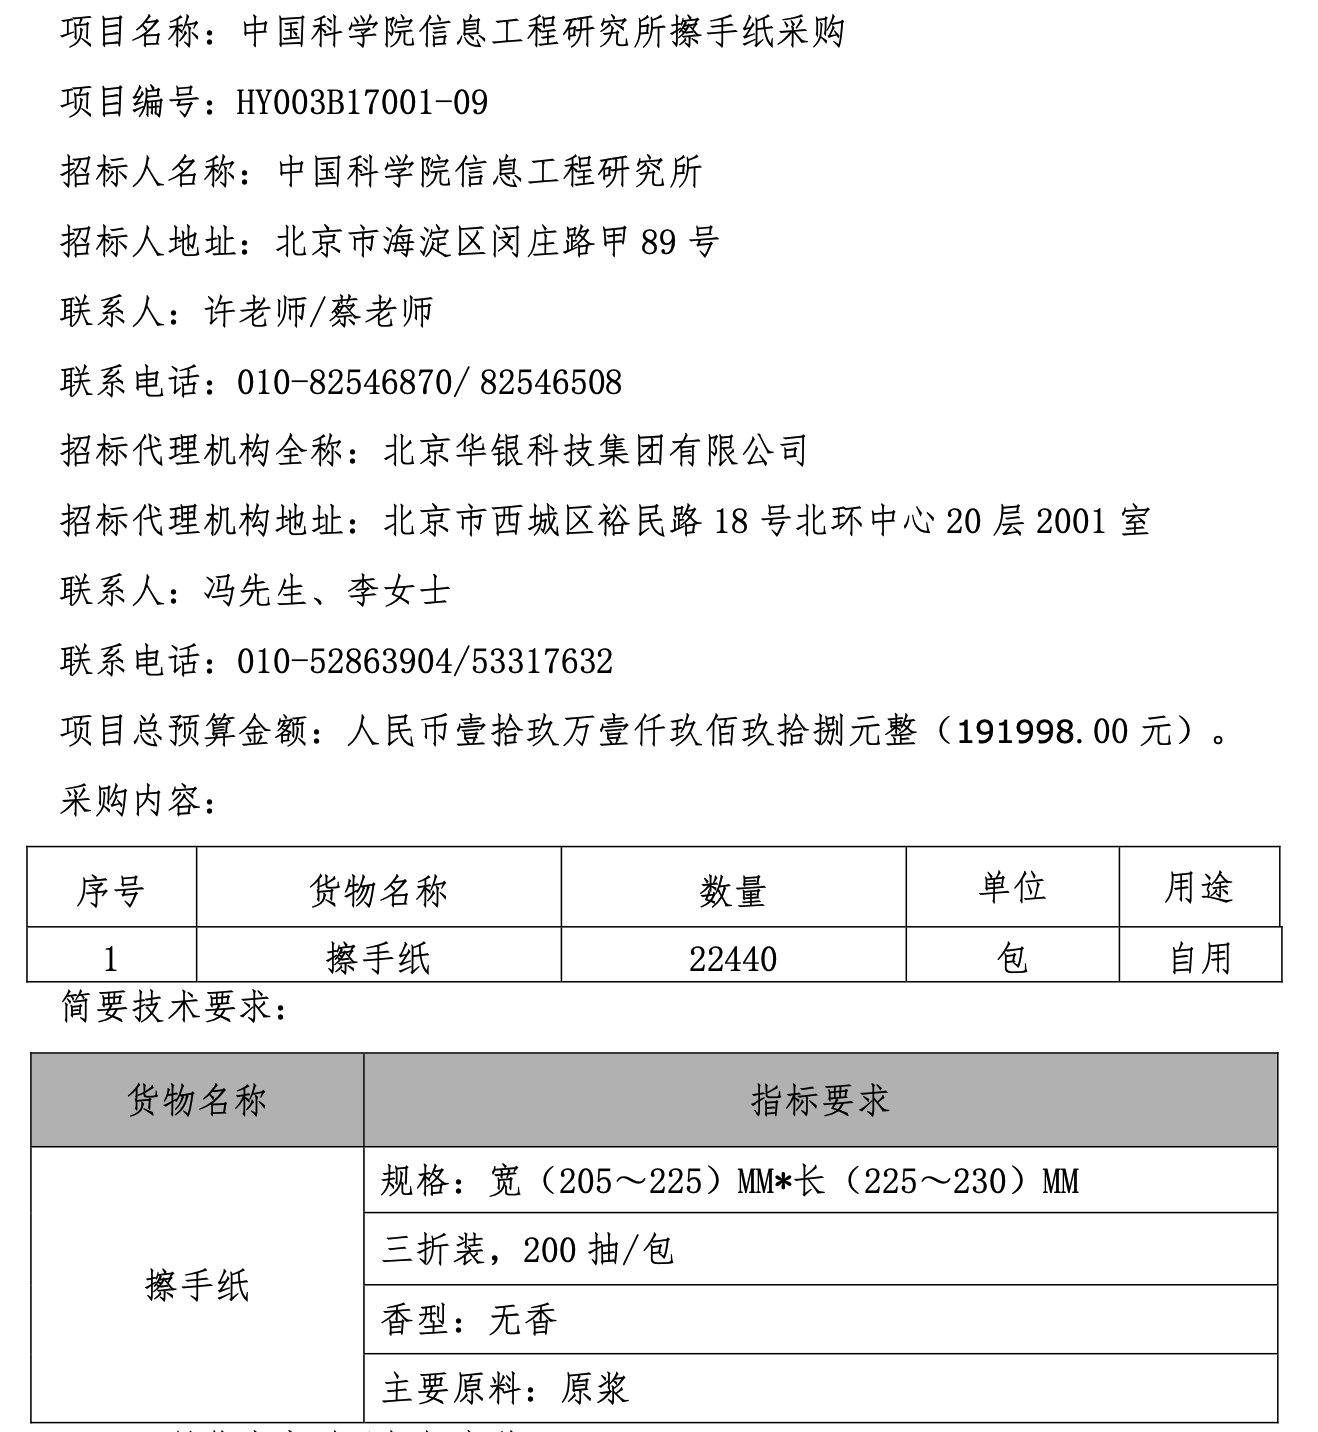 项目名称：中国科学院信息工程研究所擦手纸采购
项目编号：HY003B17001-09
招标人名称：中国科学院信息工程研究所
招标人地址：北京市海淀区闵庄路甲 89 号
联系人：许老师/蔡老师
联系电话：010-82546870/ 82546508
招标代理机构全称：北京华银科技集团有限公司
招标代理机构地址：北京市西城区裕民路 18 号北环中心 20 层 2001 室
联系人：冯先生、李女士
联系电话：010-52863904/53317632
项目总预算金额：人民币壹拾玖万壹仟玖佰玖拾捌元整（191998.00 元）。
采购内容：
序号 货物名称 数量 单位 用途
1 擦手纸 22440 包 自用
简要技术要求：
货物名称 指标要求
擦手纸
规格：宽（205～225）MM*长（225～230）MM
三折装，200 抽/包
香型：无香
主要原料：原浆